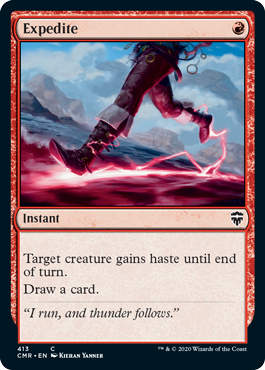 Expedite
Instant
Target creature gains haste until end
of turn.
Draw a card.
“I run, and thunder follows.”
413 C
CMR • EN KIERAN YANNER
™ & © 2020 Wizards of the Coast